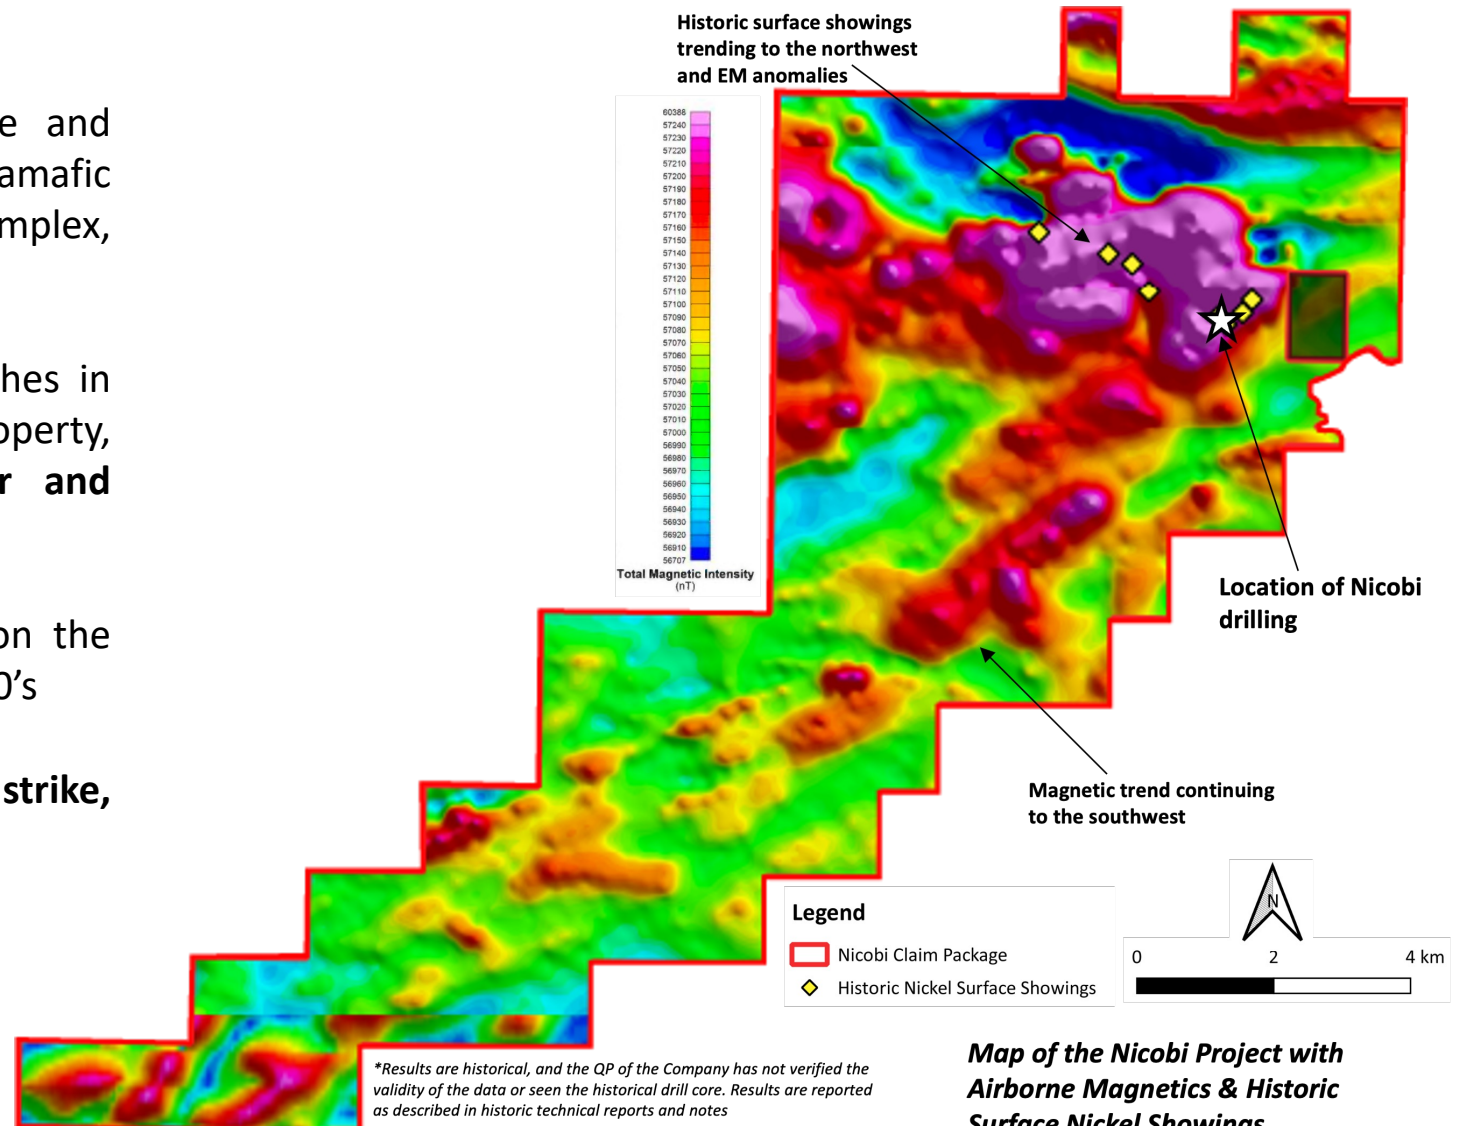 Historic surface showings
trending to the northwest
and EM anomalies
e and
amafic
omplex,
hes in
operty,
r and
on the
0's
strike,
60386
57240
57230
57220
57210
57200
57190
57180
57170
57160
57150
57140
57130
57120
57110
57100
57090
57080
57070
57060
57050
57040
57030
57020
57010
57000
56990
56980
56970
56960
56950
56940
56930
56920
56910
56707
Total Magnetic Intensity
(nT)
Location of Nicobi
drilling
Magnetic trend continuing
to the southwest
Legend
Nicobi Claim Package
Historic Nickel Surface Showings
N
0 2 4 km
*Results are historical, and the QP of the Company has not verified the
validity of the data or seen the historical drill core. Results are reported
as described in historic technical reports and notes
Map of the Nicobi Project with
Airborne Magnetics & Historic
Surface Nickel Showings